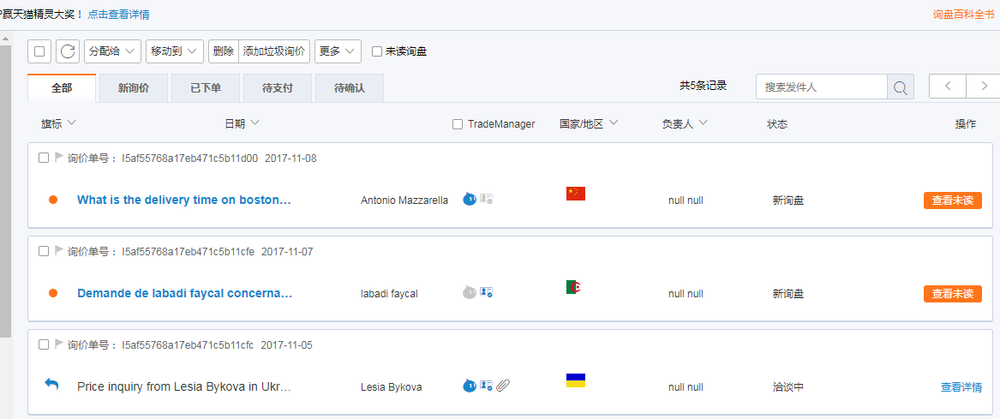 ?赢天猫精灵大奖！ 点击查看详情 询盘百科全书
分配给 移动到 删除 添加垃圾询价 更多 未读询盘
全部 新询价 已下单 待支付 待确认 共5条记录 搜索发件人
旗标 日期 TradeManager 国家/地区 负责人 状态 操作
询价单号： I5af55768a17eb471c5b11d00 2017-11-08
What is the delivery time on boston… Antonio Mazzarella null null 新询盘 查看未读
询价单号： I5af55768a17eb471c5b11cfe 2017-11-07
Demande de labadi faycal concerna… labadi faycal null null 新询盘 查看未读
询价单号： I5af55768a17eb471c5b11cfc 2017-11-05
Price inquiry from Lesia Bykova in Ukr… Lesia Bykova null null 洽谈中 查看详情